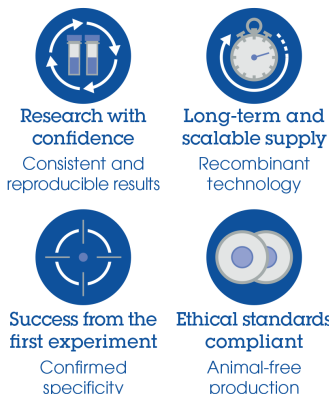 Research with
confidence
Consistent and
reproducible results
Long-term and
scalable supply
Recombinant
technology
Success from the
first experiment
Confirmed
specificity
Ethical standards
compliant
Animal-free
production